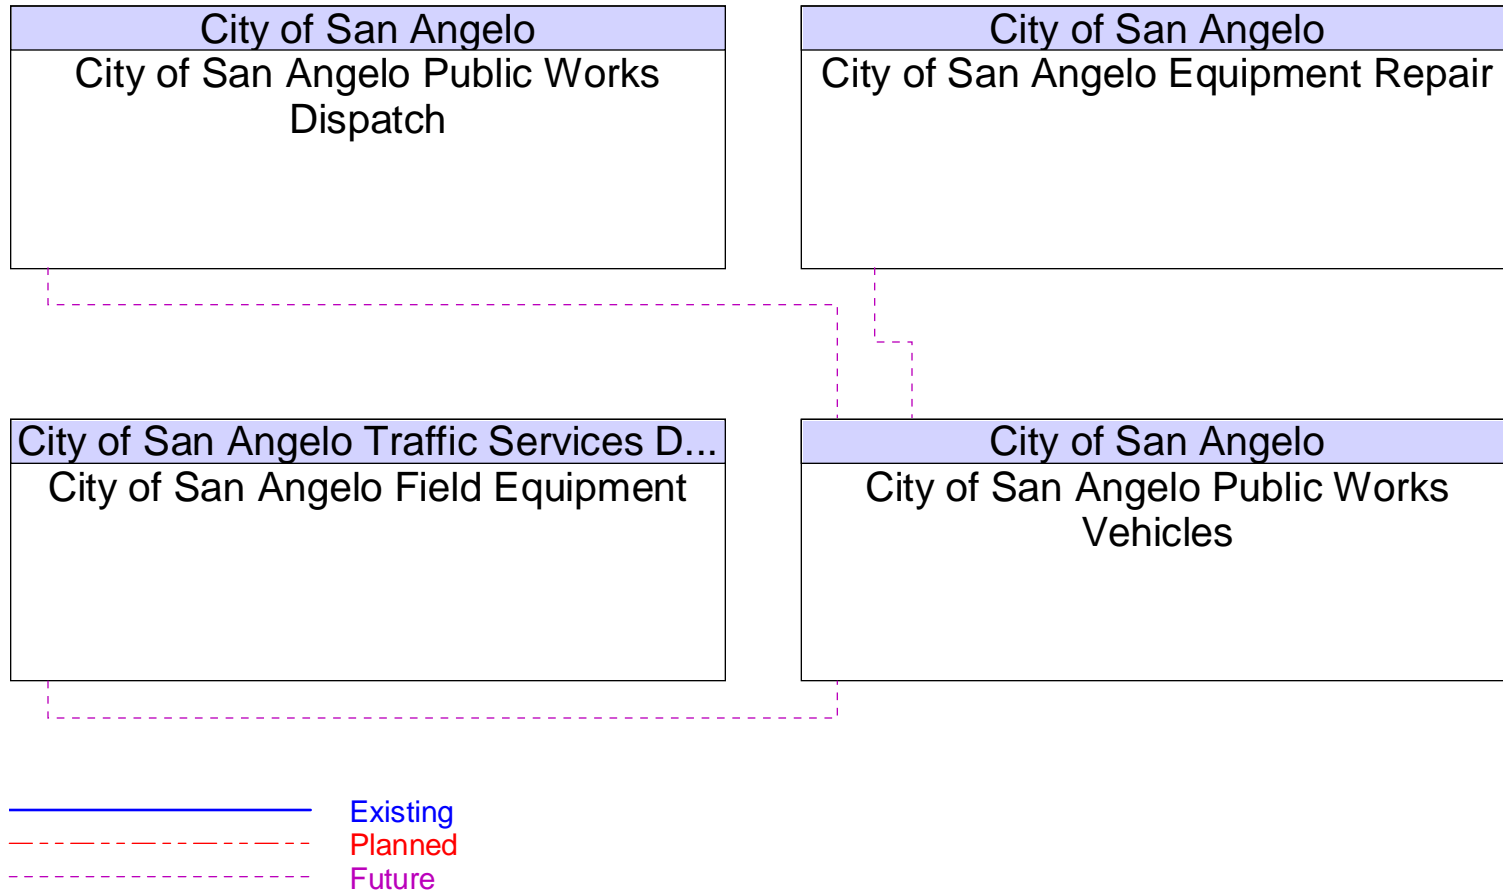 City of San Angelo
City of San Angelo Public Works
Dispatch
City of San Angelo
City of San Angelo Equipment Repair
City of San Angelo Traffic Services D...
City of San Angelo Field Equipment
City of San Angelo
City of San Angelo Public Works
Vehicles
Existing
Planned
Future